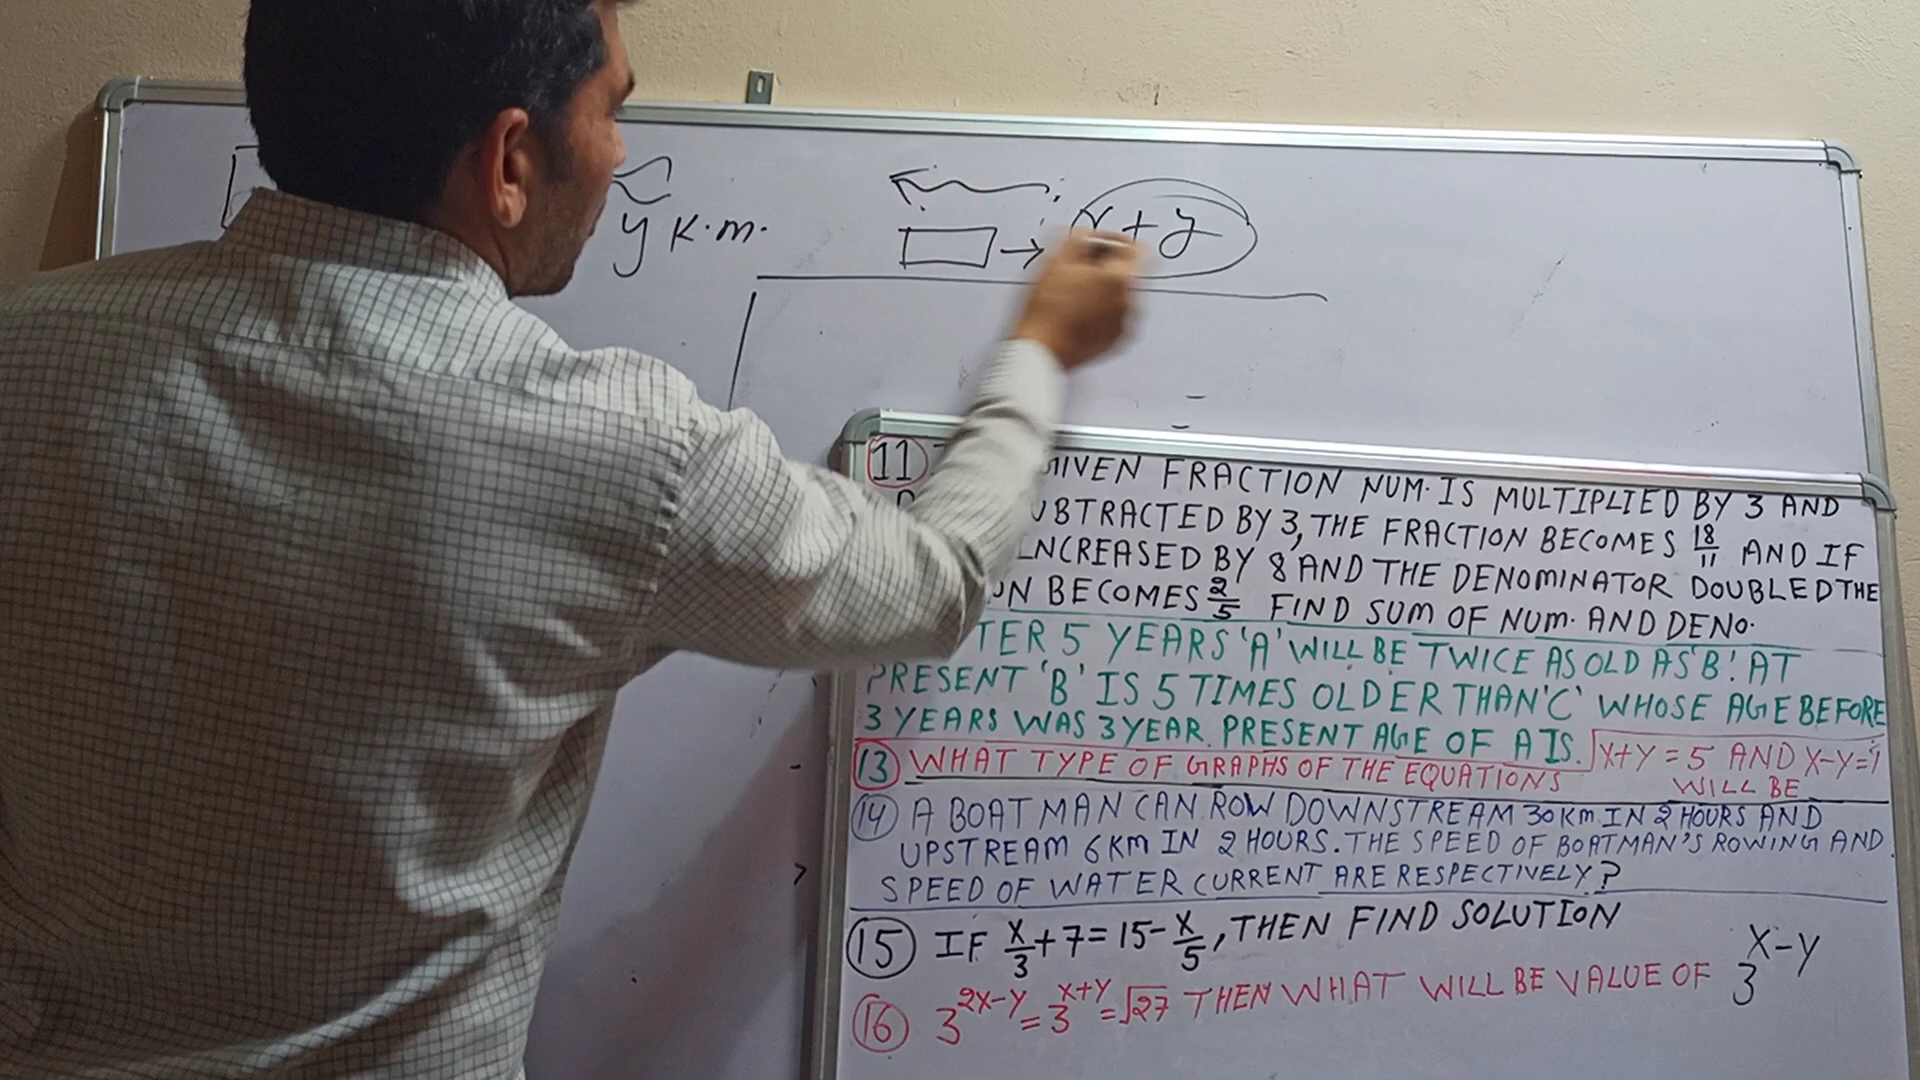 y K.m.
x+y
11 GIVEN FRACTION NUM. IS MULTIPLIED BY 3 AND
SUBTRACTED BY 3, THE FRACTION BECOMES 18/11 AND IF
INCREASED BY 8 AND THE DENOMINATOR DOUBLED THE
BECOMES 2/5 FIND SUM OF NUM. AND DENO.
5 YEARS 'A' WILL BE TWICE AS OLD AS 'B'. AT
PRESENT 'B' IS 5 TIMES OLDER THAN 'C' WHOSE AGE BEFORE
3 YEARS WAS 3 YEAR. PRESENT AGE OF A IS.
13 WHAT TYPE OF GRAPHS OF THE EQUATIONS x+y=5 AND x-y=1
WILL BE
14 A BOATMAN CAN ROW DOWNSTREAM 30 Km. IN 2 HOURS AND
UPSTREAM 6 KM IN 2 HOURS. THE SPEED OF BOATMAN'S ROWING AND
SPEED OF WATER CURRENT ARE RESPECTIVELY?
15 IF x/3+7=15-x/5, THEN FIND SOLUTION
16 3^(2x-y)=3^(x+y)=√27 THEN WHAT WILL BE VALUE OF 3^(x-y)